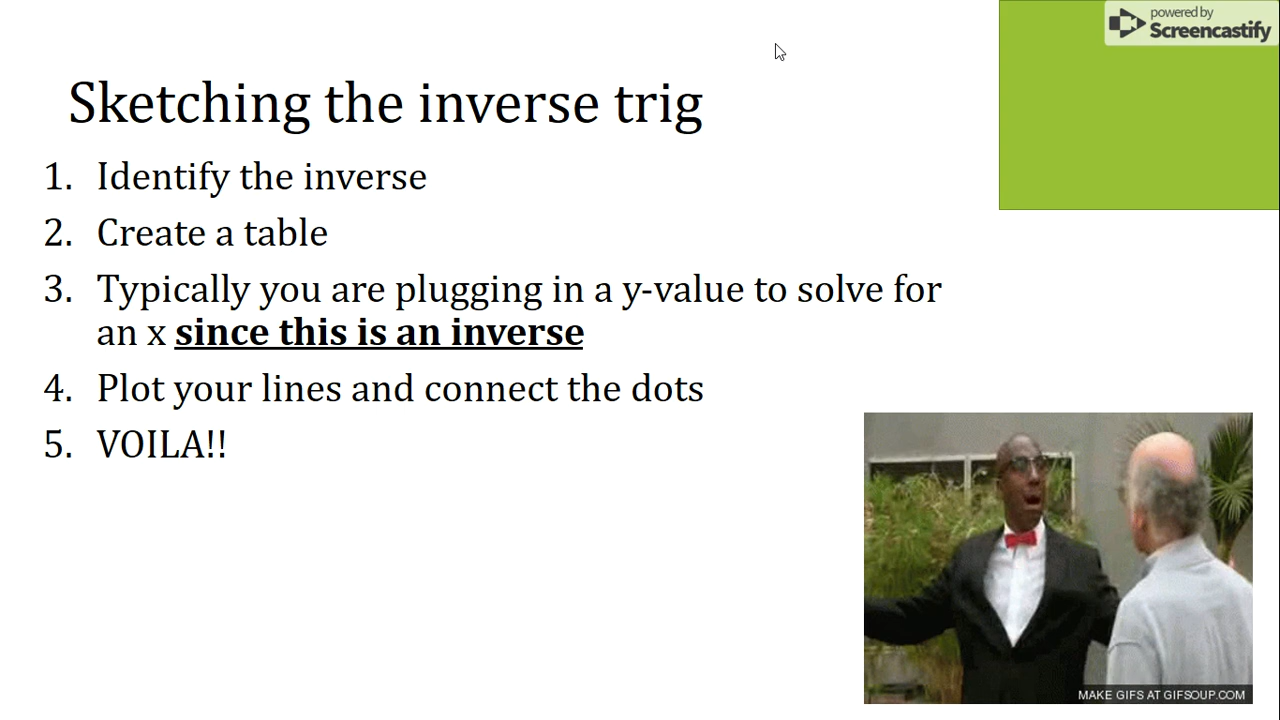 powered by
Screencastify
Sketching the inverse trig
1. Identify the inverse
2. Create a table
3. Typically you are plugging in a y-value to solve for
an x since this is an inverse
4. Plot your lines and connect the dots
5. VOILA!!
MAKE GIFS AT GIFSOUP.COM